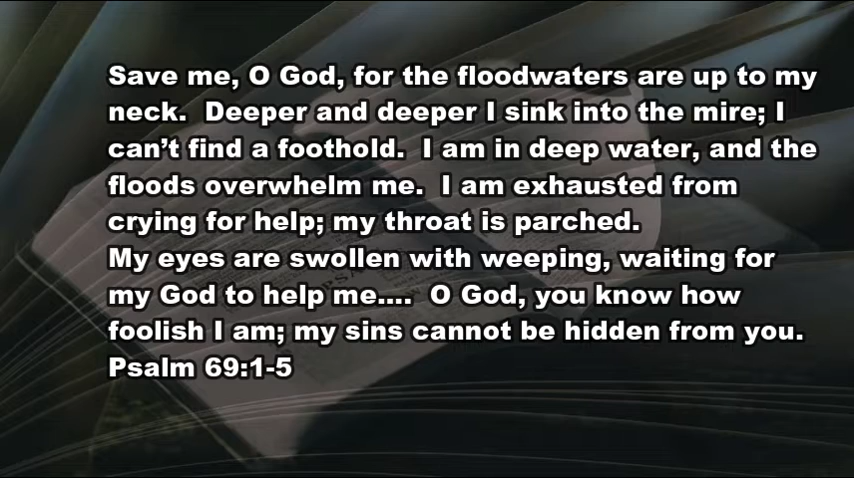 Save me, O God, for the floodwaters are up to my
neck.  Deeper and deeper I sink into the mire; I
can’t find a foothold.  I am in deep water, and the
floods overwhelm me.  I am exhausted from
crying for help; my throat is parched.
My eyes are swollen with weeping, waiting for
my God to help me....  O God, you know how
foolish I am; my sins cannot be hidden from you.
Psalm 69:1-5